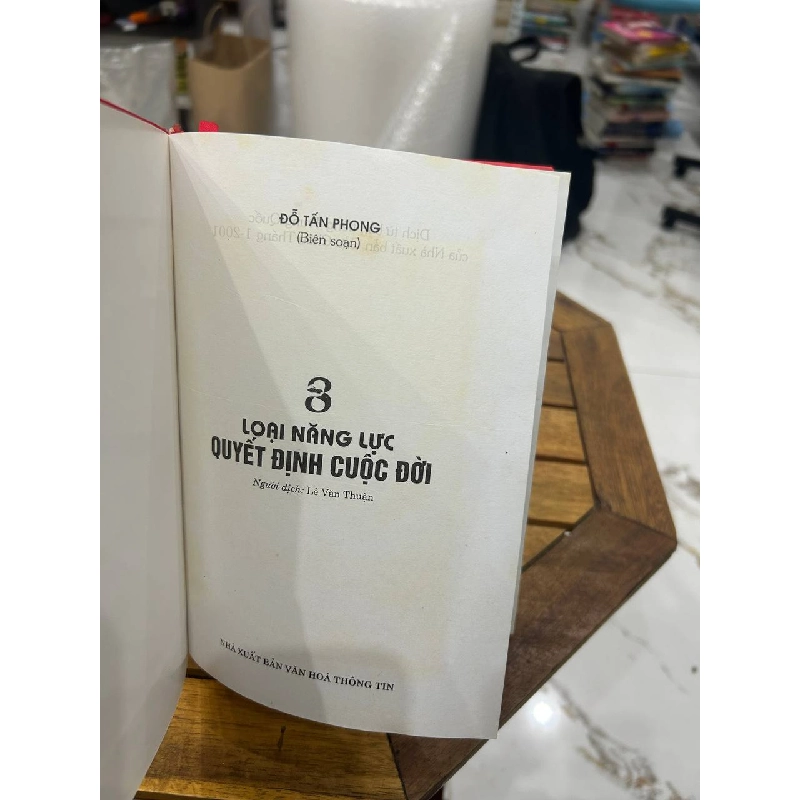 ĐỖ TẤN PHONG
(Biên soạn)
8
LOẠI NĂNG LỰC
QUYẾT ĐỊNH CUỘC ĐỜI
Người dịch: Lê Văn Thuận
NHÀ XUẤT BẢN VĂN HOÁ THÔNG TIN